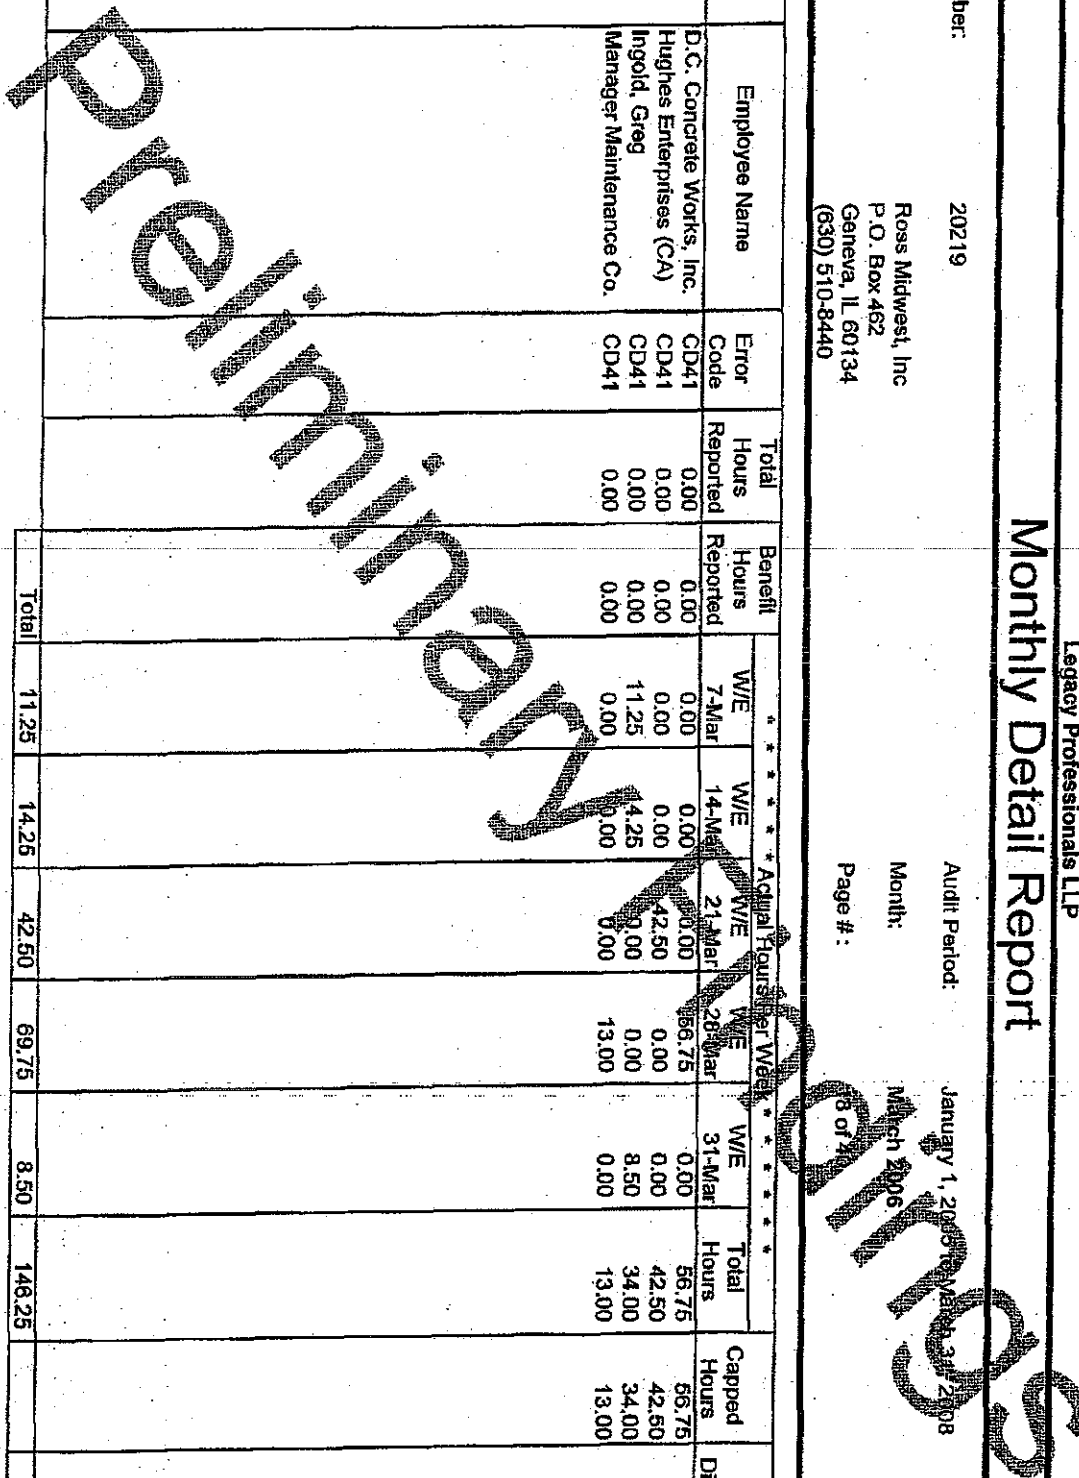 Legacy Professionals LLP
Monthly Detail Report
ber: 20219 Audit Period: January 1, to March 2008
Ross Midwest, Inc Month: March 2006
P.O. Box 462
Geneva, IL 60134 Page #: of
(630) 510-8440
Total Benefit * * * * * * Actual Hours Per Week * * * * * *
Employee Name Error Hours Hours W/E W/E W/E W/E W/E Total Capped
Code Reported Reported 7-Mar 14-Mar 21-Mar 28-Mar 31-Mar Hours Hours Di
D.C. Concrete Works, Inc. CD41 0.00 0.00 0.00 0.00 0.00 56.75 0.00 56.75 56.75
Hughes Enterprises (CA) CD41 0.00 0.00 0.00 0.00 42.50 0.00 0.00 42.50 42.50
Ingold, Greg CD41 0.00 0.00 11.25 14.25 0.00 0.00 8.50 34.00 34.00
Manager Maintenance Co. CD41 0.00 0.00 0.00 0.00 0.00 13.00 0.00 13.00 13.00
Total 11.25 14.25 42.50 69.75 8.50 146.25
Preliminary Findings